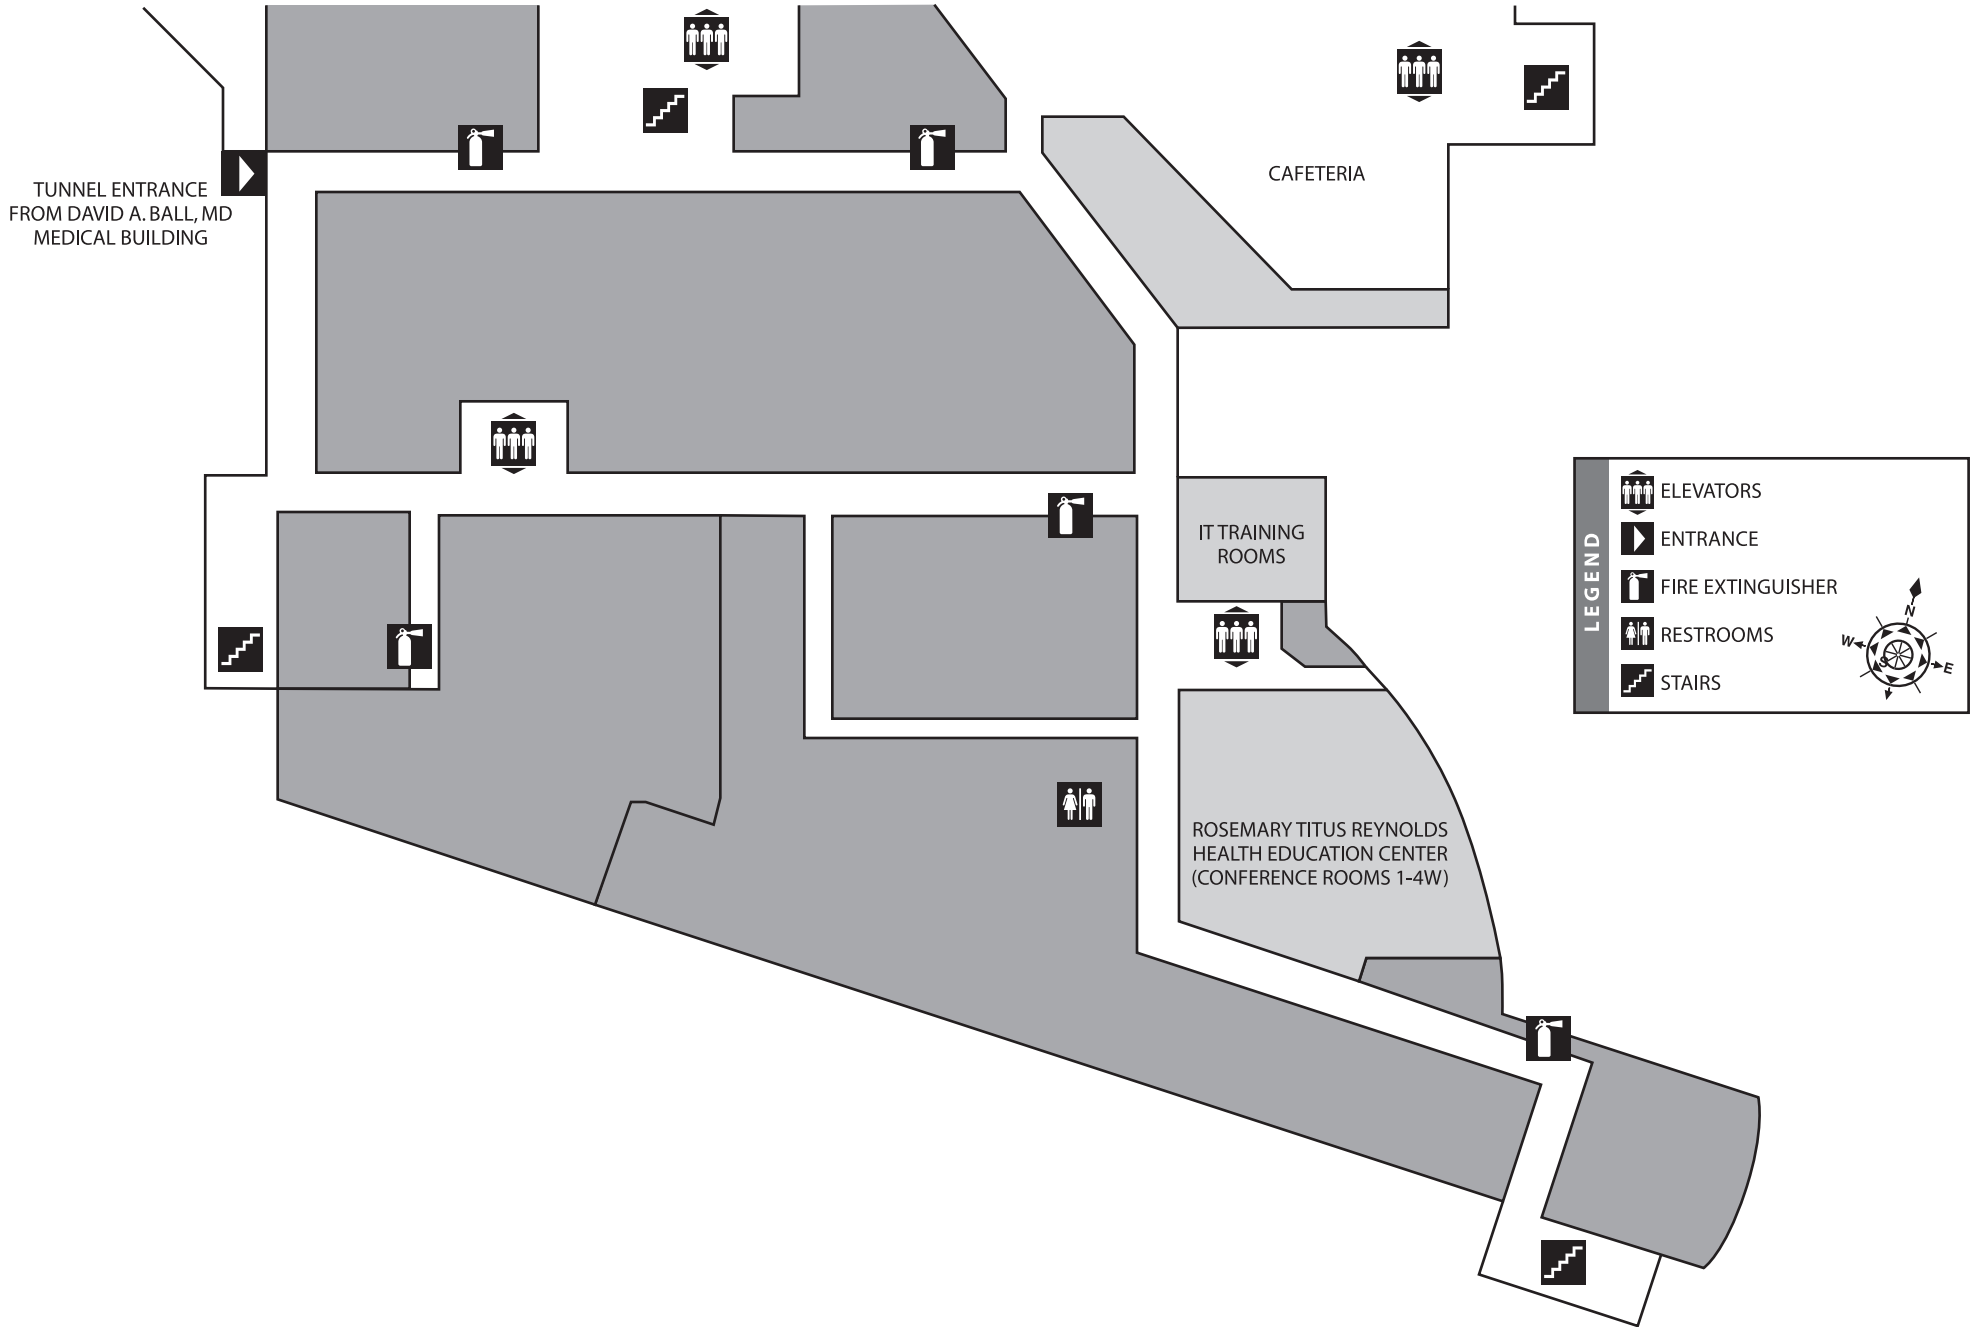 CAFETERIA
TUNNEL ENTRANCE
FROM DAVID A. BALL, MD
MEDICAL BUILDING
IT TRAINING
ROOMS
ROSEMARY TITUS REYNOLDS
HEALTH EDUCATION CENTER
(CONFERENCE ROOMS 1-4W)
LEGEND
ELEVATORS
ENTRANCE
FIRE EXTINGUISHER
RESTROOMS
STAIRS
N
W
S
E